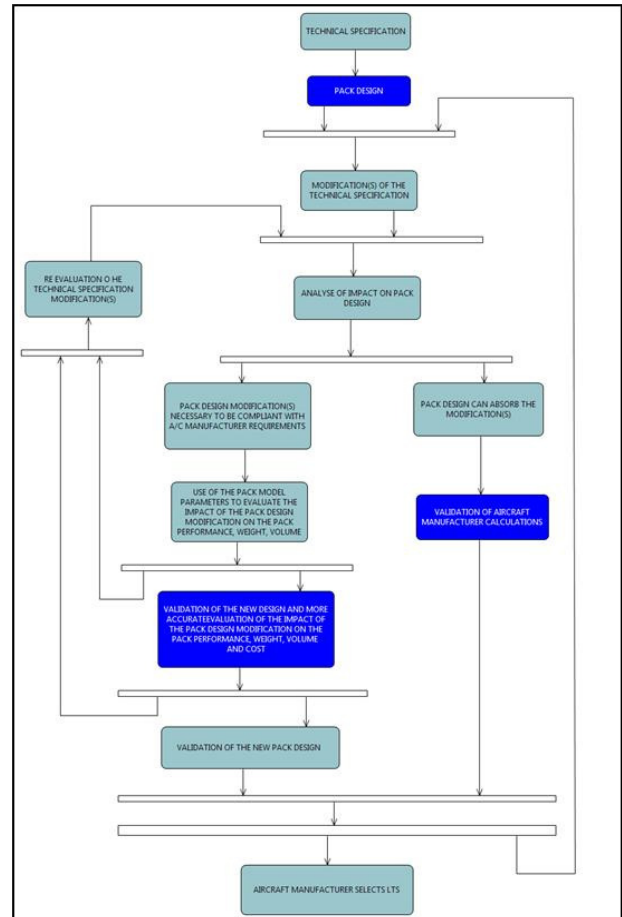 TECHNICAL SPECIFICATION
PACK DESIGN
MODIFICATION(S) OF THE
TECHNICAL SPECIFICATION
RE EVALUATION O HE
TECHNICAL SPECIFICATION
MODIFICATION(S)
ANALYSE OF IMPACT ON PACK
DESIGN
PACK DESIGN MODIFICATION(S)
NECESSARY TO BE COMPLIANT WITH
A/C MANUFACTURER REQUIREMENTS
PACK DESIGN CAN ABSORB THE
MODIFICATION(S)
USE OF THE PACK MODEL
PARAMETERS TO EVALUATE THE
IMPACT OF THE PACK DESIGN
MODIFICATION ON THE PACK
PERFORMANCE, WEIGHT, VOLUME
VALIDATION OF AIRCRAFT
MANUFACTURER CALCULATIONS
VALIDATION OF THE NEW DESIGN AND MORE
ACCURATEEVALUATION OF THE IMPACT OF
THE PACK DESIGN MODIFICATION ON THE
PACK PERFORMANCE, WEIGHT, VOLUME
AND COST
VALIDATION OF THE NEW PACK DESIGN
AIRCRAFT MANUFACTURER SELECTS LTS